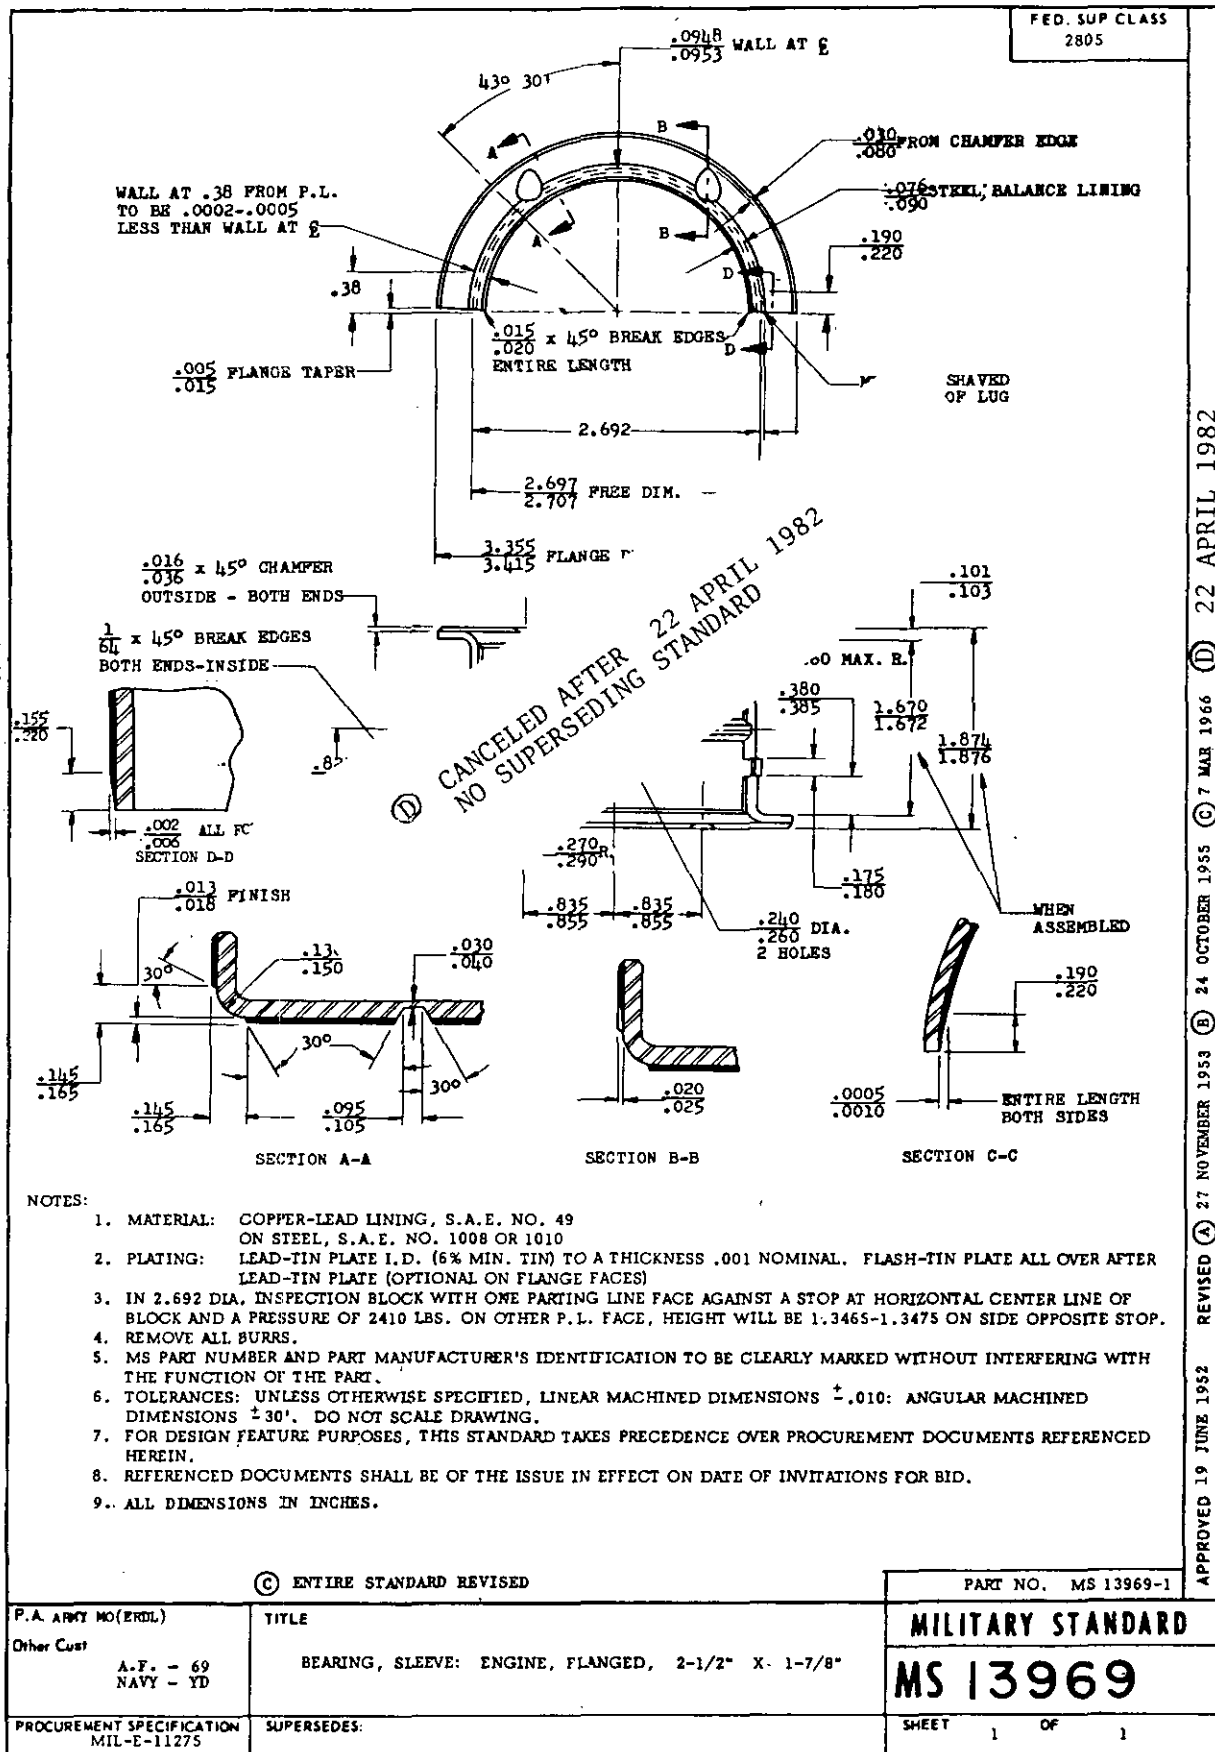 FED. SUP CLASS
2805
.0948
.0953 WALL AT ℄
43° 30'
B
A
.030
.080 FROM CHAMFER EDGE
WALL AT .38 FROM P.L.
TO BE .0002-.0005
LESS THAN WALL AT ℄
.076
.090 STEEL, BALANCE LINING
A
B
.190
.220
D
.38
.015
.020 x 45° BREAK EDGES
ENTIRE LENGTH
D
.005
.015 FLANGE TAPER
SHAVED
OF LUG
2.692
2.697
2.707 FREE DIM.
3.355
3.415 FLANGE
.016
.036 x 45° CHAMFER
OUTSIDE - BOTH ENDS
1
64 x 45° BREAK EDGES
BOTH ENDS-INSIDE
.101
.103
MAX. R.
.380
.385
1.670
1.672
1.874
1.876
.155
.220
.85
.002
.006 ALL
SECTION D-D
Ⓓ CANCELED AFTER 22 APRIL 1982
NO SUPERSEDING STANDARD
.270
.290 R.
.175
.180
.835
.855
.835
.855
.240
.260 DIA.
2 HOLES
WHEN
ASSEMBLED
.013
.018 FINISH
30°
.150
.030
.040
.190
.220
30°
30°
.145
.165
.145
.165
.095
.105
.020
.025
.0005
.0010
ENTIRE LENGTH
BOTH SIDES
SECTION A-A
SECTION B-B
SECTION C-C
NOTES:
1. MATERIAL: COPPER-LEAD LINING, S.A.E. NO. 49
ON STEEL, S.A.E. NO. 1008 OR 1010
2. PLATING: LEAD-TIN PLATE I.D. (6% MIN. TIN) TO A THICKNESS .001 NOMINAL. FLASH-TIN PLATE ALL OVER AFTER
LEAD-TIN PLATE (OPTIONAL ON FLANGE FACES)
3. IN 2.692 DIA. INSPECTION BLOCK WITH ONE PARTING LINE FACE AGAINST A STOP AT HORIZONTAL CENTER LINE OF
BLOCK AND A PRESSURE OF 2410 LBS. ON OTHER P.L. FACE, HEIGHT WILL BE 1.3465-1.3475 ON SIDE OPPOSITE STOP.
4. REMOVE ALL BURRS.
5. MS PART NUMBER AND PART MANUFACTURER'S IDENTIFICATION TO BE CLEARLY MARKED WITHOUT INTERFERING WITH
THE FUNCTION OF THE PART.
6. TOLERANCES: UNLESS OTHERWISE SPECIFIED, LINEAR MACHINED DIMENSIONS ±.010: ANGULAR MACHINED
DIMENSIONS ±30'. DO NOT SCALE DRAWING.
7. FOR DESIGN FEATURE PURPOSES, THIS STANDARD TAKES PRECEDENCE OVER PROCUREMENT DOCUMENTS REFERENCED
HEREIN.
8. REFERENCED DOCUMENTS SHALL BE OF THE ISSUE IN EFFECT ON DATE OF INVITATIONS FOR BID.
9. ALL DIMENSIONS IN INCHES.
Ⓒ ENTIRE STANDARD REVISED
PART NO. MS 13969-1
APPROVED 19 JUNE 1952 REVISED Ⓐ 27 NOVEMBER 1953 Ⓑ 24 OCTOBER 1955 Ⓒ 7 MAR 1966 Ⓓ 22 APRIL 1982
P.A. ARMY MO(ERDL)
Other Cust
A.F. - 69
NAVY - YD
TITLE
BEARING, SLEEVE: ENGINE, FLANGED, 2-1/2" X 1-7/8"
MILITARY STANDARD
MS 13969
PROCUREMENT SPECIFICATION
MIL-E-11275
SUPERSEDES:
SHEET 1 OF 1